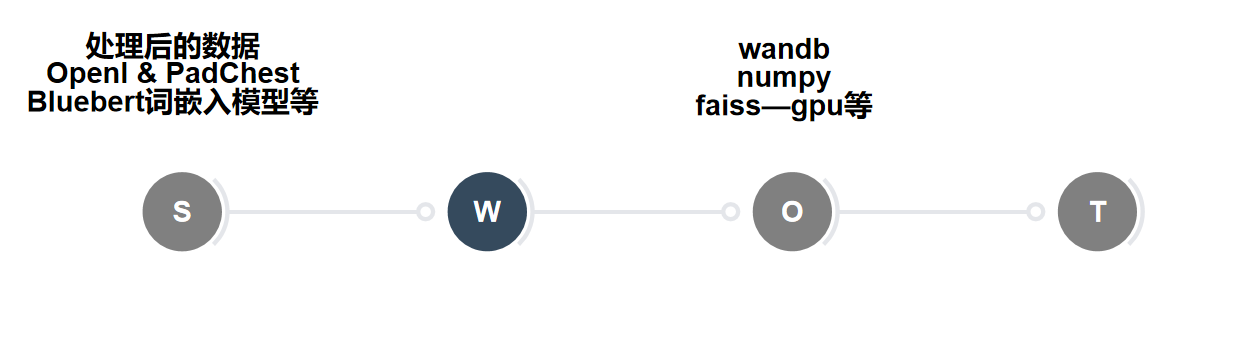 处理后的数据
OpenI & PadChest
Bluebert词嵌入模型等
wandb
numpy
faiss—gpu等
S
W
O
T